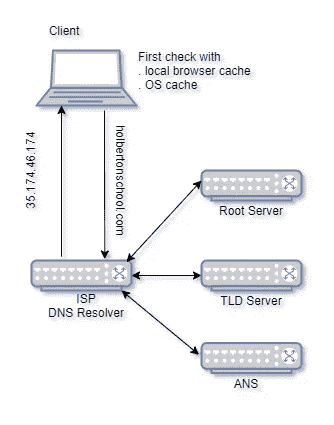 Client
First check with
. local browser cache
. OS cache
35.174.46.174
holbertonschool.com
Root Server
ISP
DNS Resolver
TLD Server
ANS